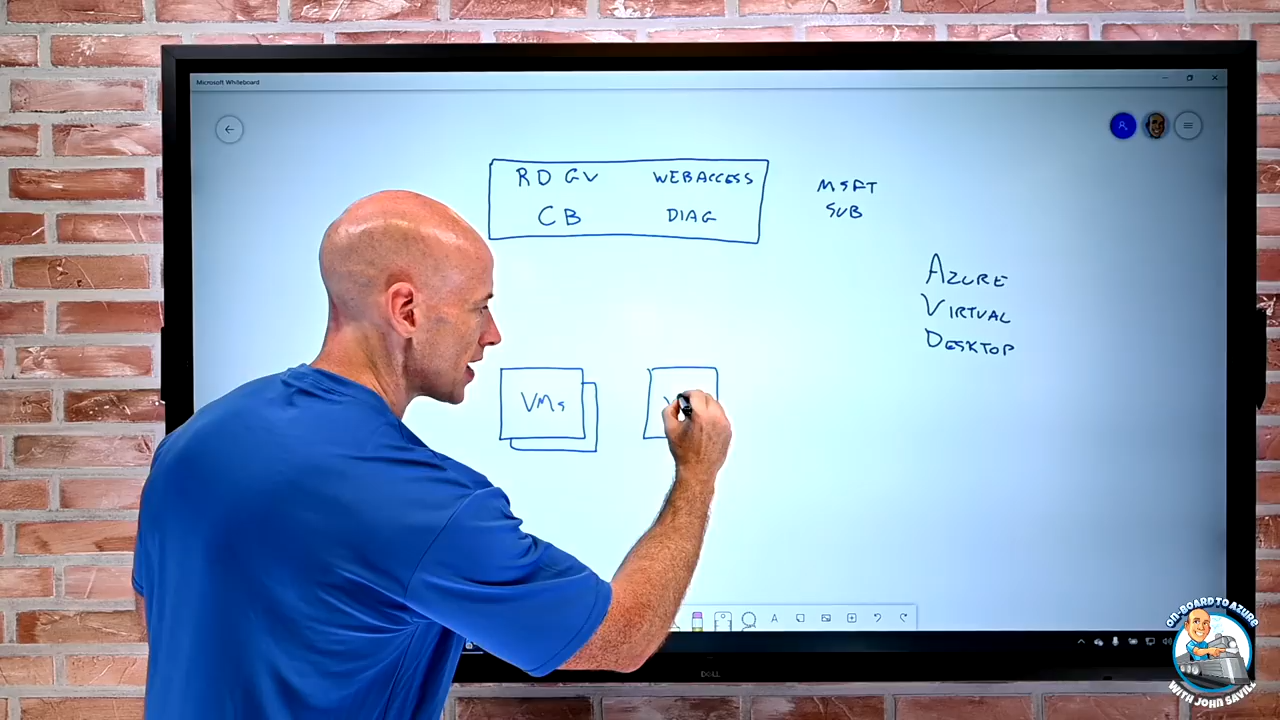 Microsoft Whiteboard
RD GW WEBACCESS
CB DIAG
MSFT
SUB
AZURE
VIRTUAL
DESKTOP
VMs
V
A
DELL
ON-BOARD TO AZURE
WITH JOHN SAVILL